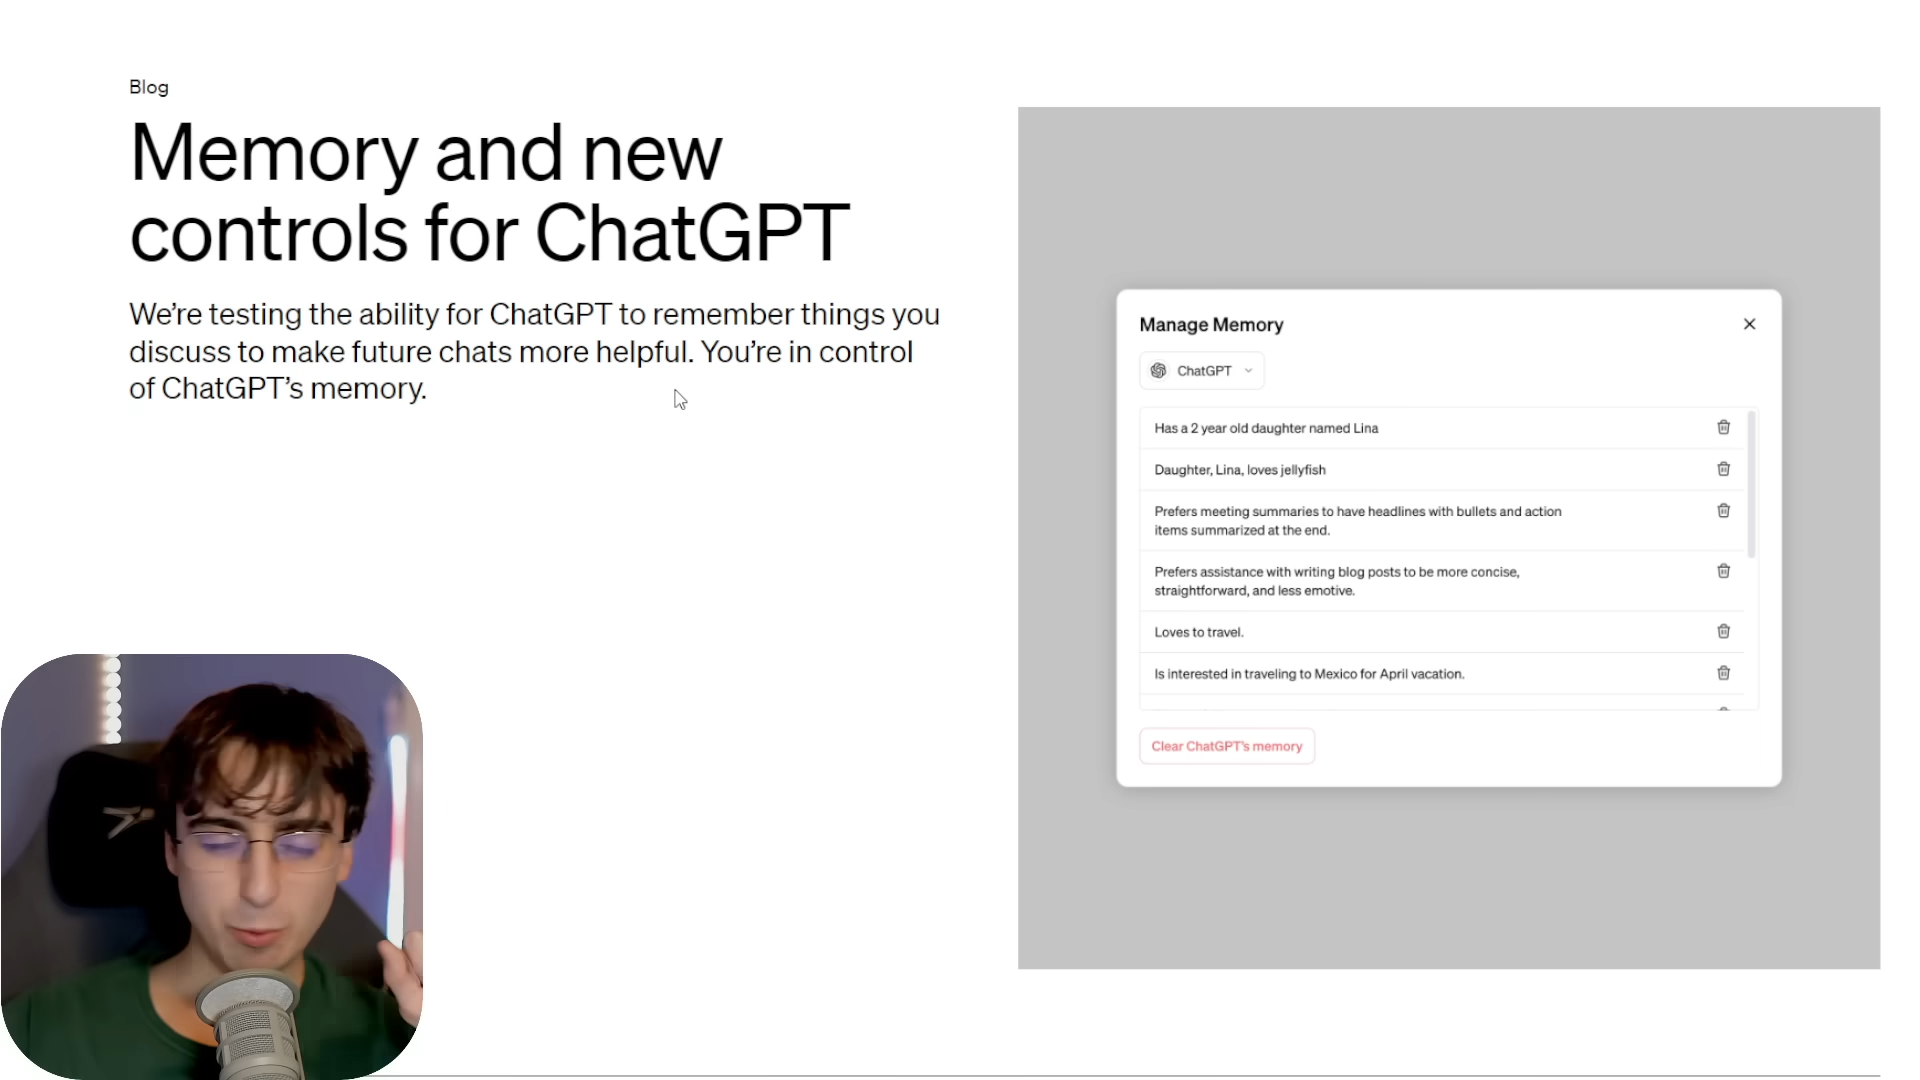 Blog
Memory and new
controls for ChatGPT
We’re testing the ability for ChatGPT to remember things you
discuss to make future chats more helpful. You’re in control
of ChatGPT’s memory.
Manage Memory
ChatGPT
Has a 2 year old daughter named Lina
Daughter, Lina, loves jellyfish
Prefers meeting summaries to have headlines with bullets and action
items summarized at the end.
Prefers assistance with writing blog posts to be more concise,
straightforward, and less emotive.
Loves to travel.
Is interested in traveling to Mexico for April vacation.
Clear ChatGPT’s memory